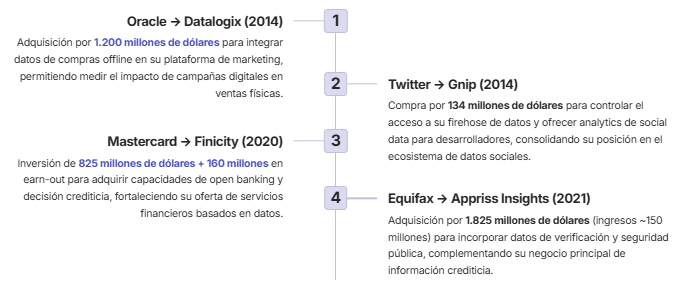 Oracle → Datalogix (2014)
1
Adquisición por 1.200 millones de dólares para integrar
datos de compras offline en su plataforma de marketing,
permitiendo medir el impacto de campañas digitales en
ventas físicas.
2
Twitter → Gnip (2014)
Compra por 134 millones de dólares para controlar el
acceso a su firehose de datos y ofrecer analytics de social
data para desarrolladores, consolidando su posición en el
ecosistema de datos sociales.
Mastercard → Finicity (2020)
3
Inversión de 825 millones de dólares + 160 millones en
earn-out para adquirir capacidades de open banking y
decisión crediticia, fortaleciendo su oferta de servicios
financieros basados en datos.
4
Equifax → Appriss Insights (2021)
Adquisición por 1.825 millones de dólares (ingresos ~150
millones) para incorporar datos de verificación y seguridad
pública, complementando su negocio principal de
información crediticia.